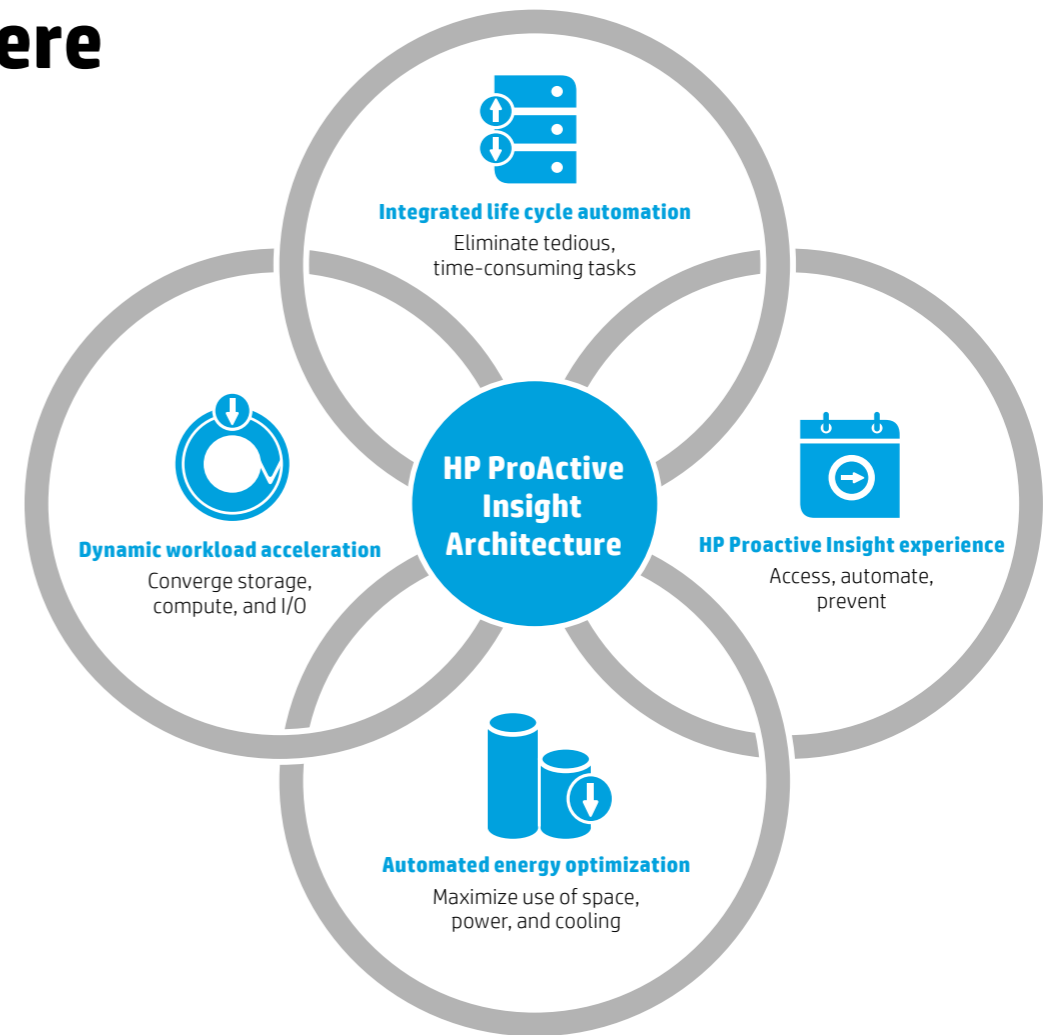 ere
Integrated life cycle automation
Eliminate tedious,
time-consuming tasks
Dynamic workload acceleration
Converge storage,
compute, and I/O
HP ProActive
Insight
Architecture
HP Proactive Insight experience
Access, automate,
prevent
Automated energy optimization
Maximize use of space,
power, and cooling